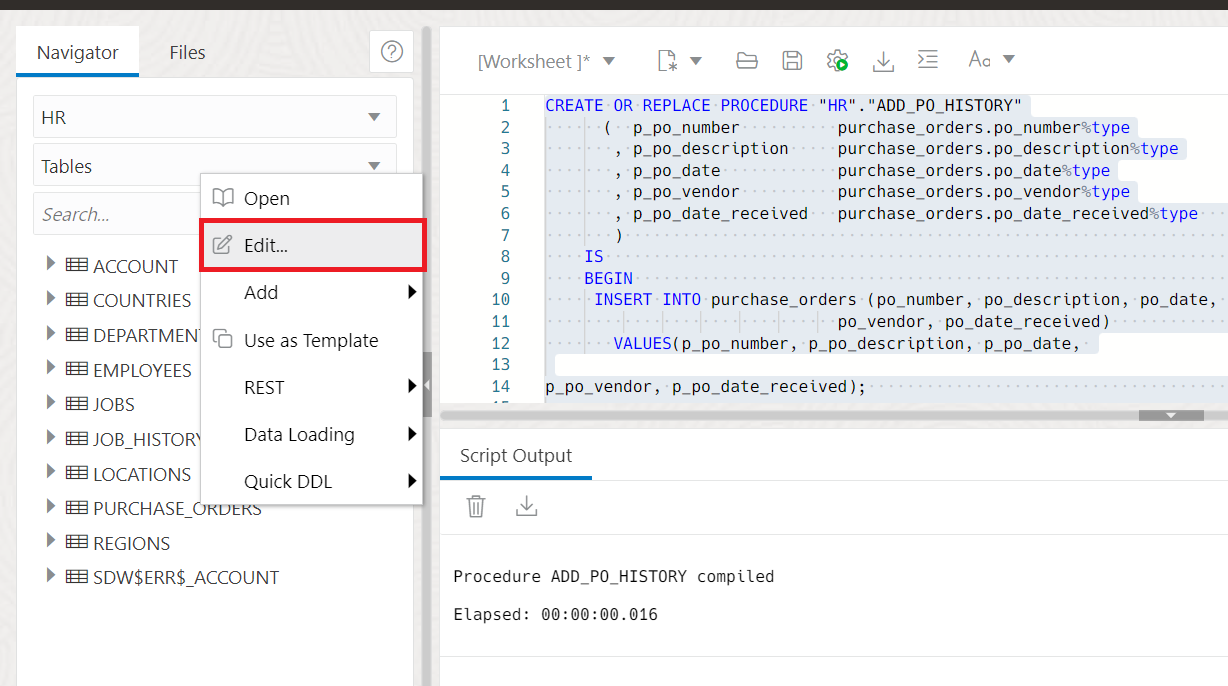 Navigator
Files
HR
Tables
Search...
ACCOUNT
COUNTRIES
DEPARTMENT
EMPLOYEES
JOBS
JOB_HISTORY
LOCATIONS
PURCHASE_ORDERS
REGIONS
SDW$ERR$_ACCOUNT
Open
Edit...
Add
Use as Template
REST
Data Loading
Quick DDL
[Worksheet ]*
Aa
1 CREATE OR REPLACE PROCEDURE "HR"."ADD_PO_HISTORY"
2 ( p_po_number purchase_orders.po_number%type
3 , p_po_description purchase_orders.po_description%type
4 , p_po_date purchase_orders.po_date%type
5 , p_po_vendor purchase_orders.po_vendor%type
6 , p_po_date_received purchase_orders.po_date_received%type
7 )
8 IS
9 BEGIN
10 INSERT INTO purchase_orders (po_number, po_description, po_date,
11 po_vendor, po_date_received)
12 VALUES(p_po_number, p_po_description, p_po_date,
13
14 p_po_vendor, p_po_date_received);
Script Output
Procedure ADD_PO_HISTORY compiled
Elapsed: 00:00:00.016